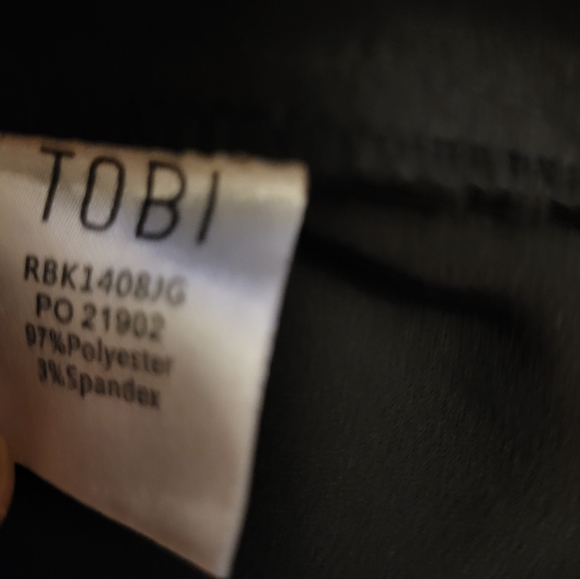 TOBI
RBK1408JG
PO 21902
97%Polyester
3%Spandex